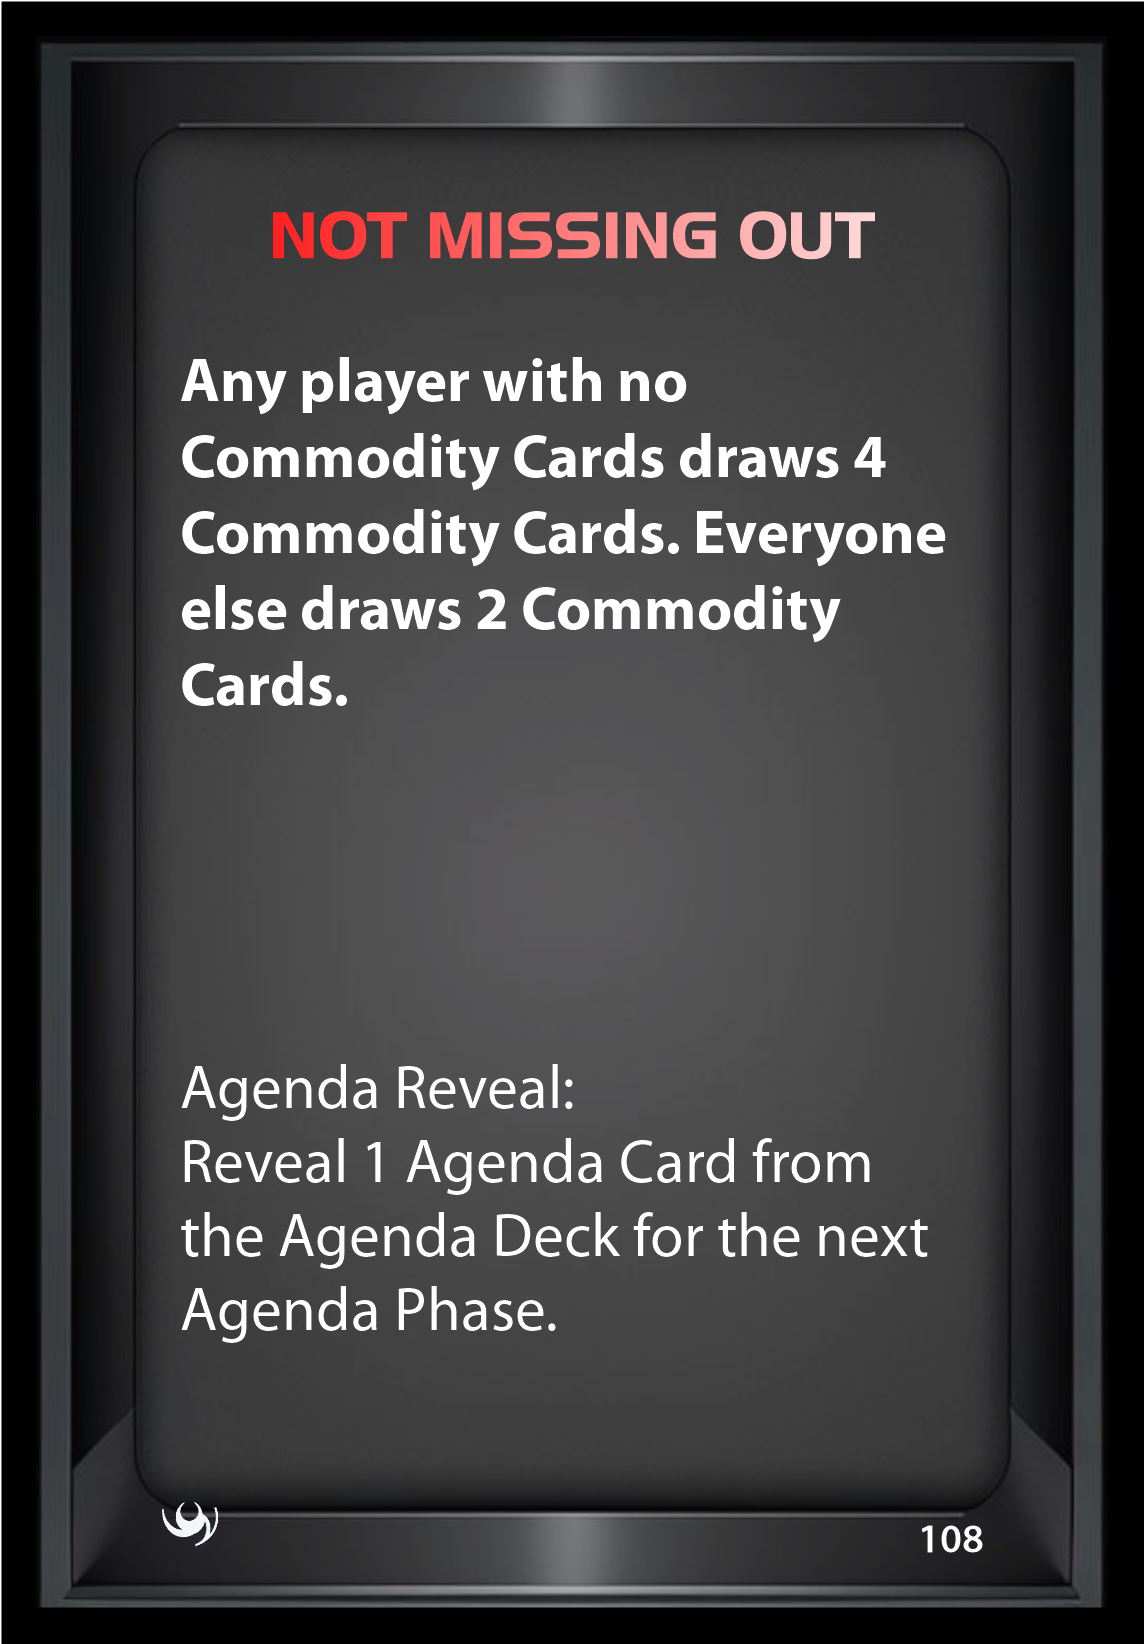 NOT MISSING OUT
Any player with no
Commodity Cards draws 4
Commodity Cards. Everyone
else draws 2 Commodity
Cards.
Agenda Reveal:
Reveal 1 Agenda Card from
the Agenda Deck for the next
Agenda Phase.
108